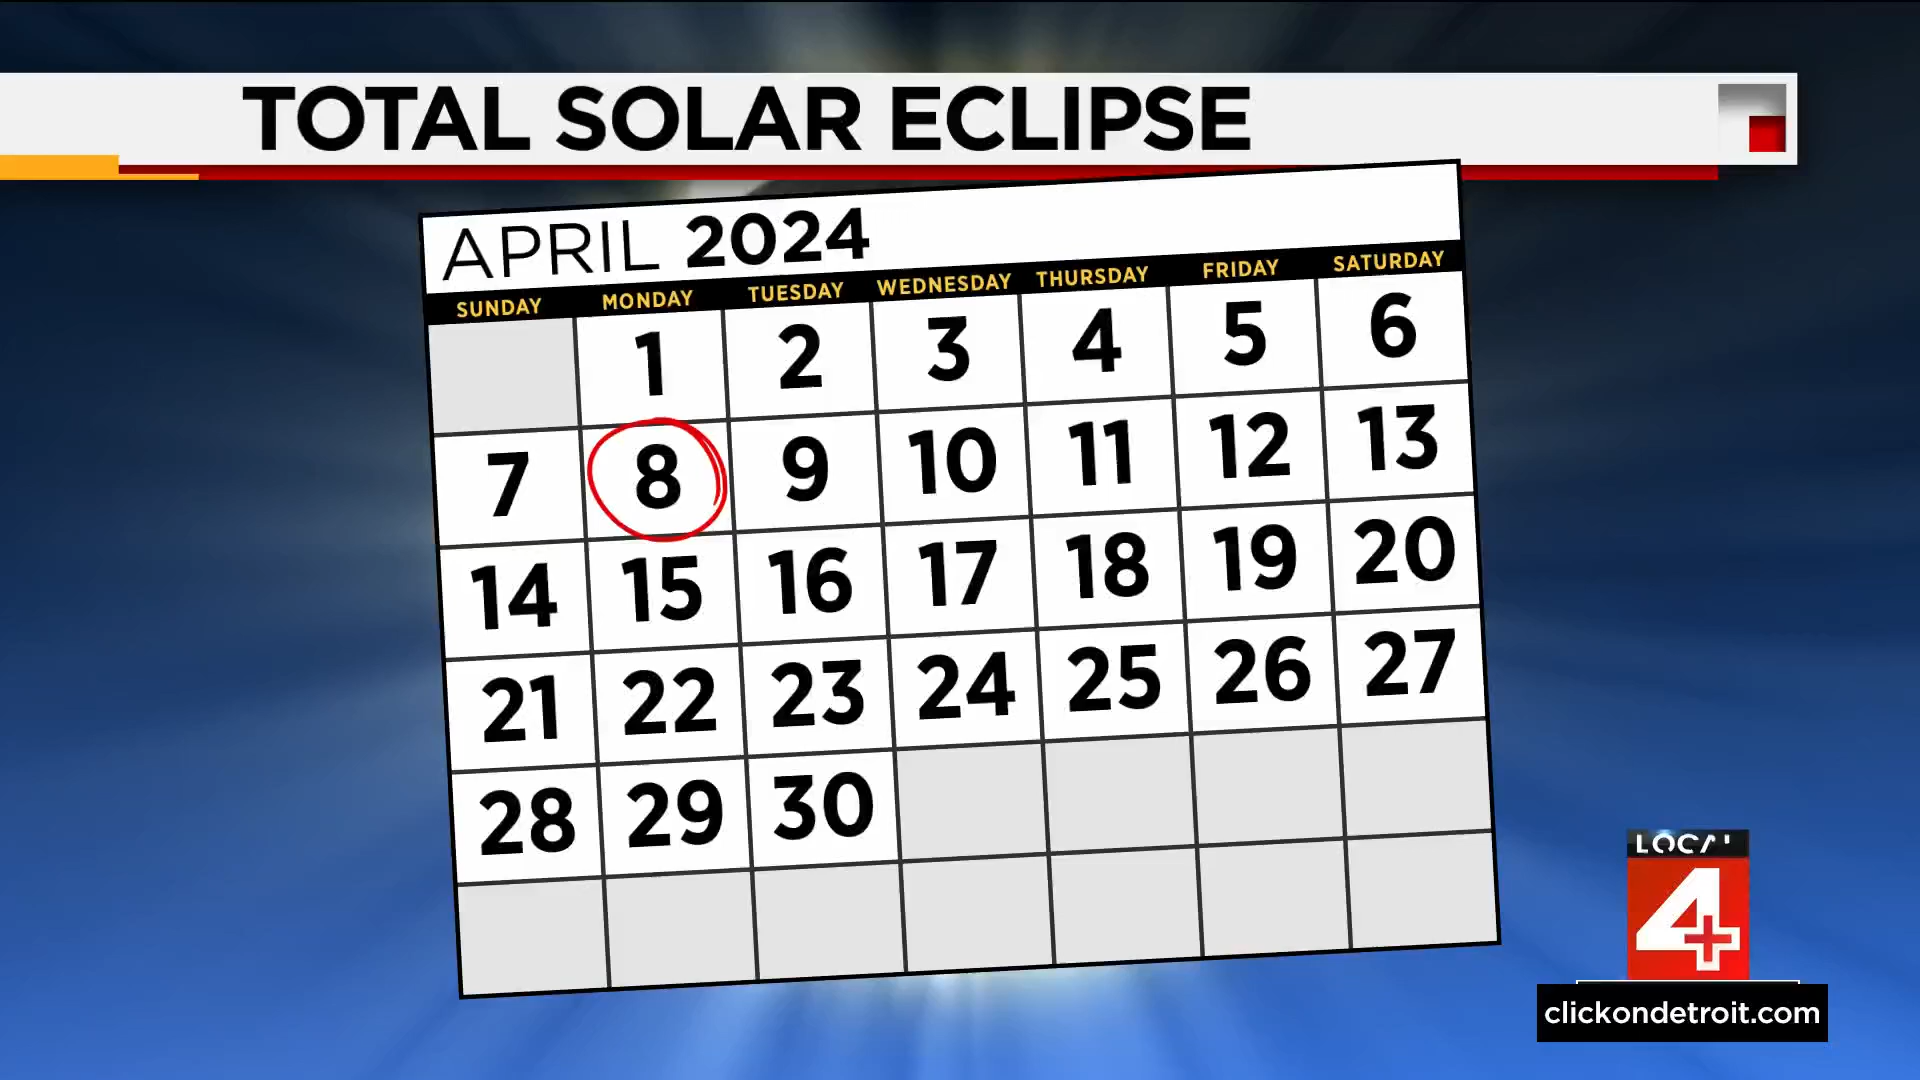 TOTAL SOLAR ECLIPSE
APRIL 2024
SUNDAY MONDAY TUESDAY WEDNESDAY THURSDAY FRIDAY SATURDAY
1 2 3 4 5 6
7 8 9 10 11 12 13
14 15 16 17 18 19 20
21 22 23 24 25 26 27
28 29 30
4+
clickondetroit.com